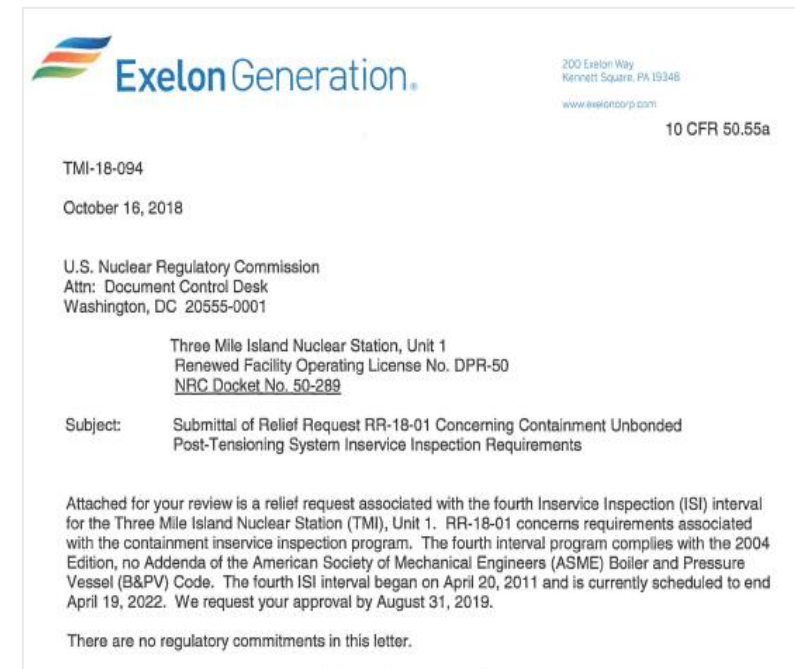 Exelon Generation.
200 Exelon Way
Kennett Square, PA 19348
www.exeloncorp.com
10 CFR 50.55a
TMI-18-094
October 16, 2018
U.S. Nuclear Regulatory Commission
Attn: Document Control Desk
Washington, DC 20555-0001
Three Mile Island Nuclear Station, Unit 1
Renewed Facility Operating License No. DPR-50
NRC Docket No. 50-289
Subject: Submittal of Relief Request RR-18-01 Concerning Containment Unbonded
Post-Tensioning System Inservice Inspection Requirements
Attached for your review is a relief request associated with the fourth Inservice Inspection (ISI) interval
for the Three Mile Island Nuclear Station (TMI), Unit 1. RR-18-01 concerns requirements associated
with the containment inservice inspection program. The fourth interval program complies with the 2004
Edition, no Addenda of the American Society of Mechanical Engineers (ASME) Boiler and Pressure
Vessel (B&PV) Code. The fourth ISI interval began on April 20, 2011 and is currently scheduled to end
April 19, 2022. We request your approval by August 31, 2019.
There are no regulatory commitments in this letter.